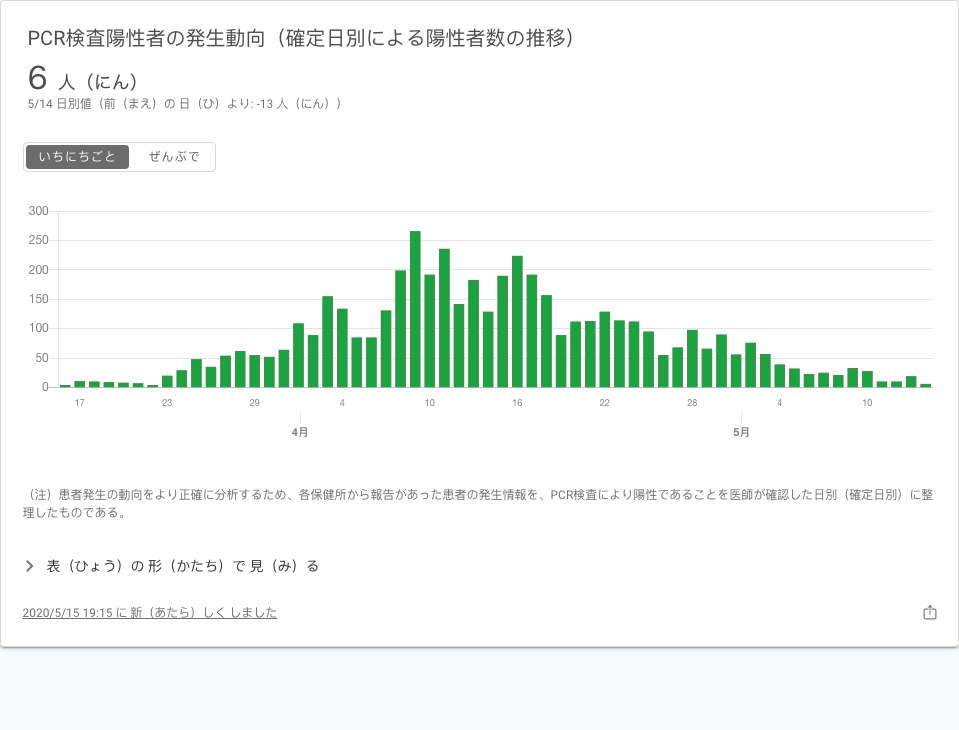 PCR検査陽性者の発生動向（確定日別による陽性者数の推移）
6 人（にん）
5/14 日別値（前（まえ）の 日（ひ）より: -13 人（にん））
いちにちごと ぜんぶで
300
250
200
150
100
50
0
17 23 29 4 10 16 22 28 4 10
4月 5月
（注）患者発生の動向をより正確に分析するため、各保健所から報告があった患者の発生情報を、PCR検査により陽性であることを医師が確認した日別（確定日別）に整
理したものである。
表（ひょう）の 形（かたち）で 見（み）る
2020/5/15 19:15 に 新（あたら）しく しました